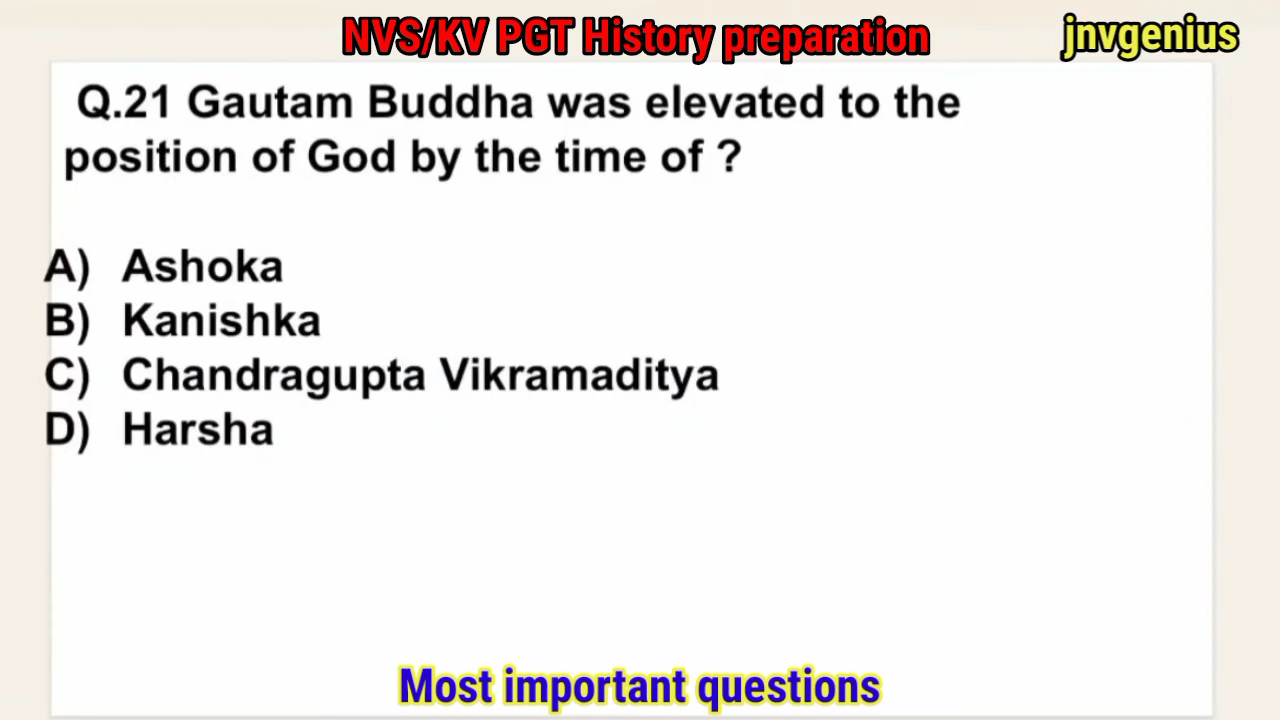 NVS/KV PGT History preparation
jnvgenius
Q.21 Gautam Buddha was elevated to the
position of God by the time of ?
A) Ashoka
B) Kanishka
C) Chandragupta Vikramaditya
D) Harsha
Most important questions